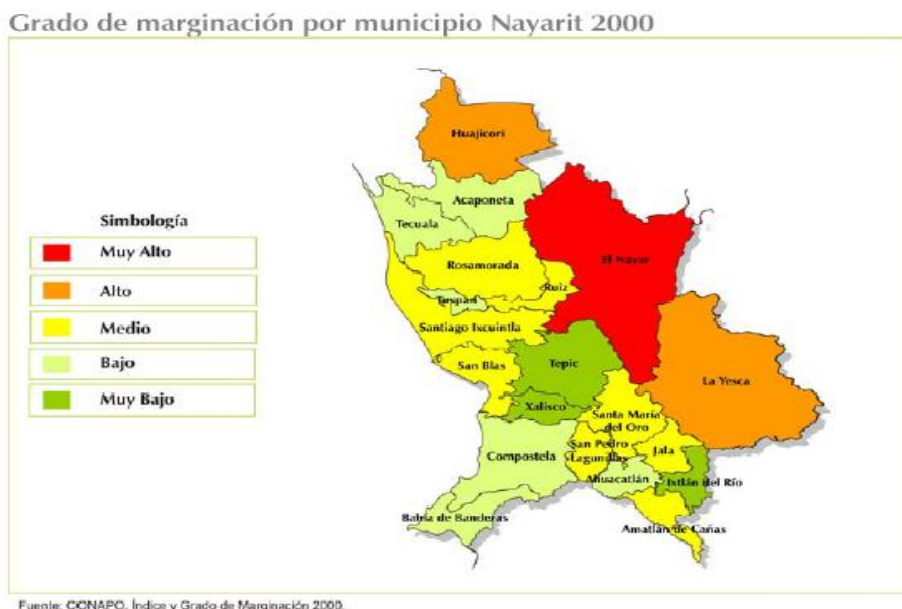 Grado de marginación por municipio Nayarit 2000
Huajicori
Acaponeta
Tecuala
El Nayar
Rosamorada
Ruiz
Tuxpan
Santiago Ixcuintla
San Blas
Tepic
La Yesca
Xalisco
Santa María
del Oro
San Pedro
Lagunillas
Jala
Compostela
Ahuacatlán
Ixtlán del Río
Bahía de Banderas
Amatlán de Cañas
Simbología
Muy Alto
Alto
Medio
Bajo
Muy Bajo
Fuente: CONAPO, Índice y Grado de Marginación 2000.